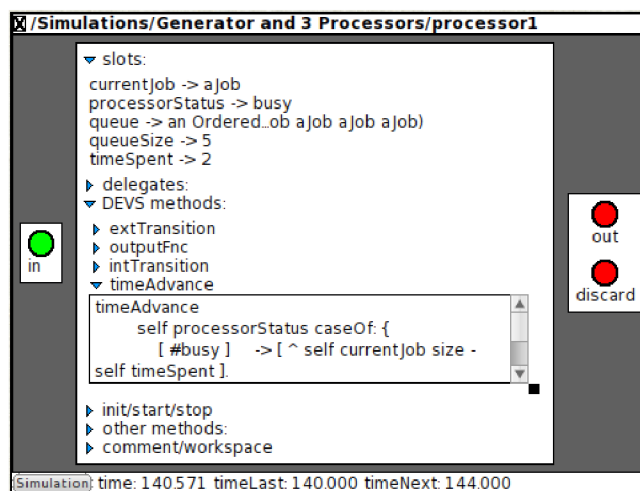 /Simulations/Generator and 3 Processors/processor1
slots:
currentJob -> aJob
processorStatus -> busy
queue -> an Ordered...ob aJob aJob aJob)
queueSize -> 5
timeSpent -> 2
delegates:
DEVS methods:
extTransition
outputFnc
intTransition
timeAdvance
timeAdvance
self processorStatus caseOf: {
[ #busy ] -> [ ^ self currentJob size -
self timeSpent ].
init/start/stop
other methods:
comment/workspace
in
out
discard
Simulation: time: 140.571 timeLast: 140.000 timeNext: 144.000